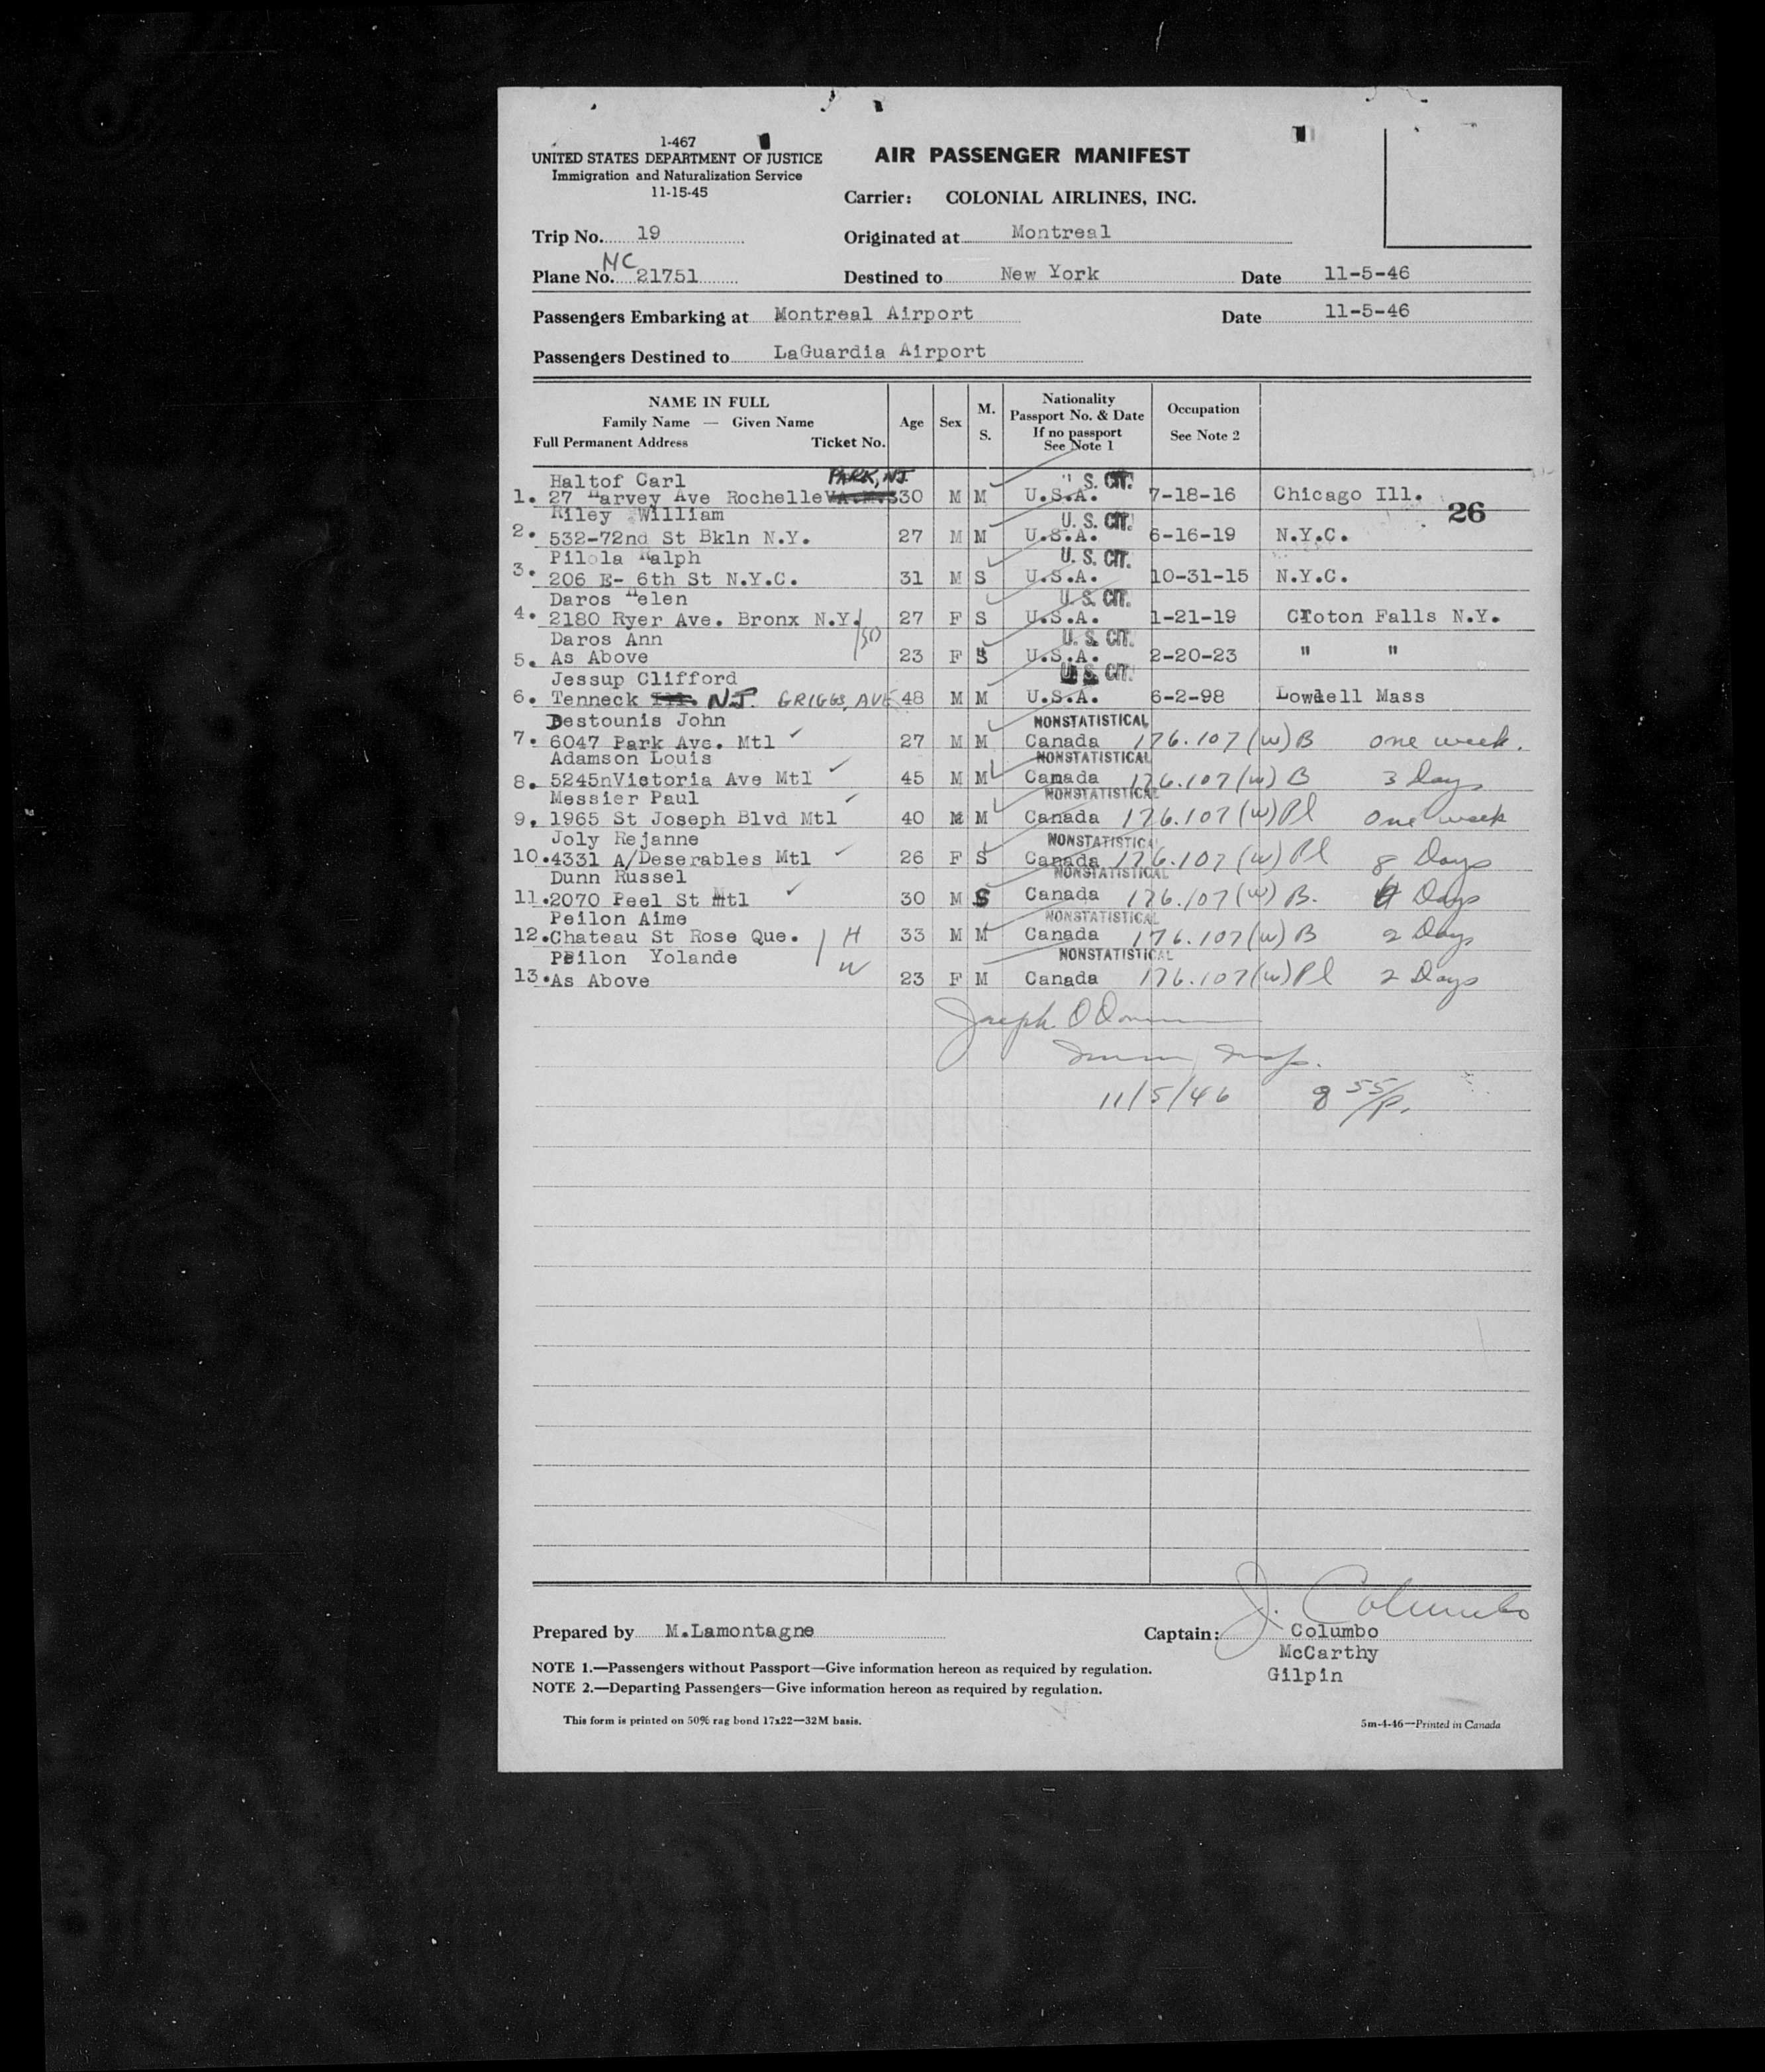 1-467
UNITED STATES DEPARTMENT OF JUSTICE
Immigration and Naturalization Service
11-15-45
AIR PASSENGER MANIFEST
Carrier: COLONIAL AIRLINES, INC.
Trip No. 19 Originated at Montreal
Plane No. NC 21751 Destined to New York Date 11-5-46
Passengers Embarking at Montreal Airport Date 11-5-46
Passengers Destined to LaGuardia Airport
NAME IN FULL
Family Name — Given Name
Full Permanent Address Ticket No.
Age
Sex
M.
S.
Nationality
Passport No. & Date
If no passport
See Note 1
Occupation
See Note 2
26
Haltof Carl PARK, NJ. U. S. CIT.
1. 27 Harvey Ave Rochelle 30 M M U.S.A. 7-18-16 Chicago Ill.
Riley William U. S. CIT.
2. 532-72nd St Bkln N.Y. 27 M M U.S.A. 6-16-19 N.Y.C.
Pilola Ralph U. S. CIT.
3. 206 E- 6th St N.Y.C. 31 M S U.S.A. 10-31-15 N.Y.C.
Daros Helen U. S. CIT.
4. 2180 Ryer Ave. Bronx N.Y. 27 F S U.S.A. 1-21-19 Croton Falls N.Y.
Daros Ann U. S. CIT.
5. As Above 23 F S U.S.A. 2-20-23 " "
Jessup Clifford U. S. CIT.
6. Tenneck Ill. N.J. GRIGGS, AVE 48 M M U.S.A. 6-2-98 Lowdell Mass
Destounis John NONSTATISTICAL
7. 6047 Park Ave. Mtl 27 M M Canada 176.107(w)B One week.
Adamson Louis NONSTATISTICAL
8. 5245nVictoria Ave Mtl 45 M M Canada 176.107(w) B 3 Days
Messier Paul NONSTATISTICAL
9. 1965 St Joseph Blvd Mtl 40 M M Canada 176.107(w)Pl One week
Joly Rejanne NONSTATISTICA
10. 4331 A/Deserables Mtl 26 F S Canada 176.107(w) Pl 8 Days
Dunn Russel NONSTATISTICAL
11. 2070 Peel St Mtl 30 M S Canada 176.107(w) B. Days
Peilon Aime NONSTATISTICAL
12. Chateau St Rose Que. H 33 M M Canada 176.107(w) B 2 Days
Peilon Yolande W NONSTATISTICAL
13. As Above 23 F M Canada 176.107(w)Pl 2 Days
Joseph
Insp.
11/5/46 8 55/p.
J. Columbo
Prepared by M.Lamontagne Captain: Columbo
McCarthy
Gilpin
NOTE 1.—Passengers without Passport—Give information hereon as required by regulation.
NOTE 2.—Departing Passengers—Give information hereon as required by regulation.
This form is printed on 50% rag bond 17x22—32M basis.
5m-4-46—Printed in Canada